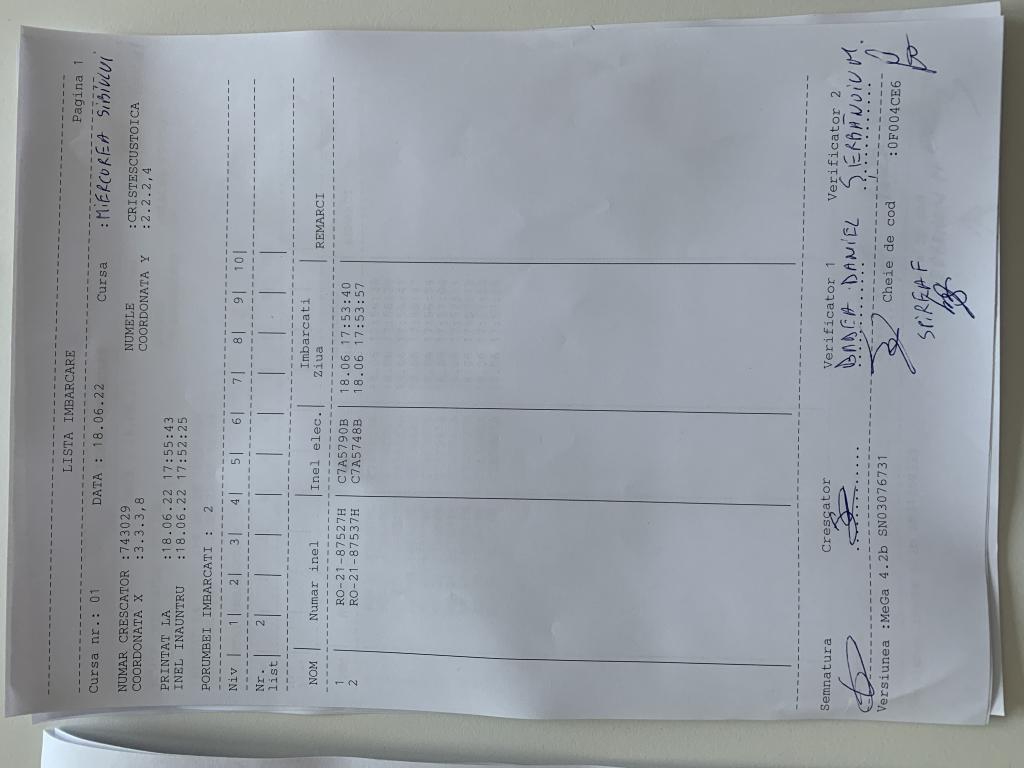 LISTA IMBARCARE
Pagina 1
Cursa nr.: 01 DATA : 18.06.22 Cursa : MIERCUREA SIBIULUI
NUMAR CRESCATOR :743029 NUMELE :CRISTESCUSTOICA
COORDONATA X :3.3.3,8 COORDONATA Y :2.2.2,4
PRINTAT LA :18.06.22 17:55:43
INEL INAUNTRU :18.06.22 17:52:25
PORUMBEI IMBARCATI : 2
Niv | 1| 2| 3| 4| 5| 6| 7| 8| 9| 10|
Nr. | 2| | | | | | | | | |
list|
NOM | Numar inel | Inel elec.| Imbarcati Ziua | REMARCI
1 | RO-21-87527H | C7A5790B | 18.06 17:53:40
2 | RO-21-87537H | C7A5748B | 18.06 17:53:57
Semnatura Crescator Verificator 1 Verificator 2
BADEA DANIEL
Versiunea :Mega 4.2b SN03076731 Cheie de cod :0F004CE6